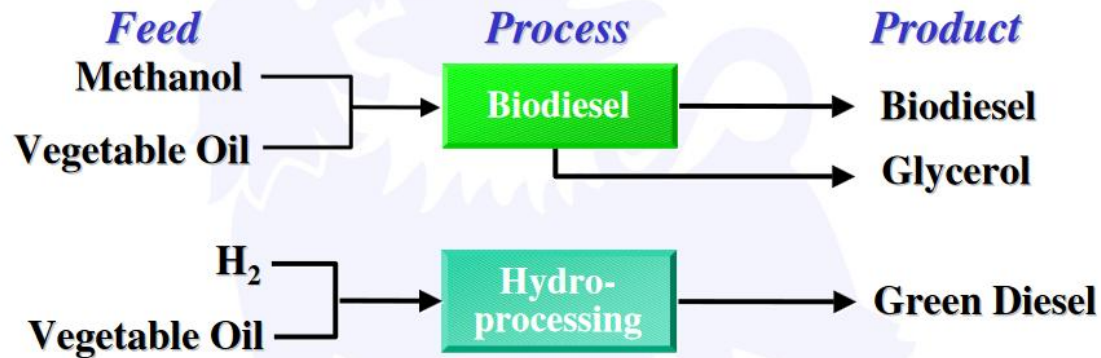 Feed Process Product
Methanol
Vegetable Oil
Biodiesel
Biodiesel
Glycerol
H₂
Vegetable Oil
Hydro-
processing
Green Diesel